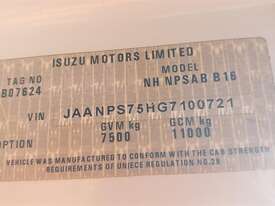 ISUZU MOTORS LIMITED
TAG NO MODEL
B07624 NH NPSAB B16
VIN JAANPS75HG7100721
GVM kg GCM kg
OPTION 7500 11000
VEHICLE WAS MANUFACTURED TO CONFORM WITH THE CAB STRENGTH
REQUIREMENTS OF UNECE REGULATION NO.29